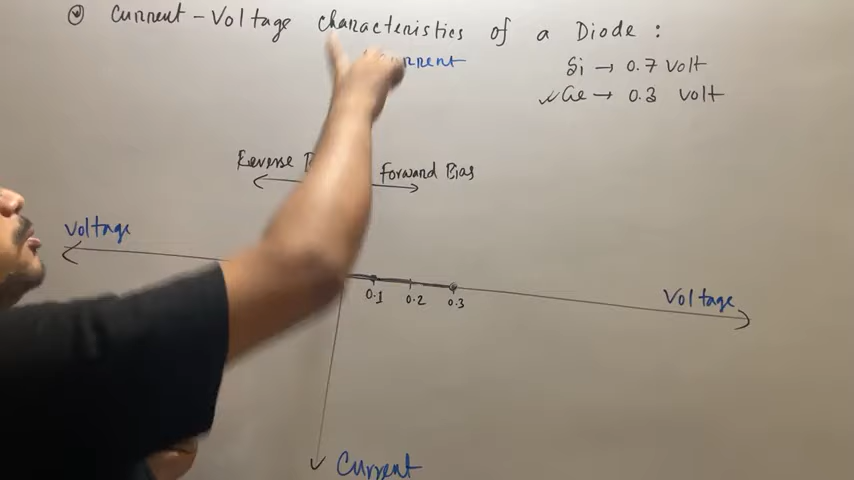 Current-Voltage characteristics of a Diode:
Si → 0.7 Volt
Ge → 0.3 volt
Reverse
Forward Bias
Voltage
Voltage
0.1 0.2 0.3
Current